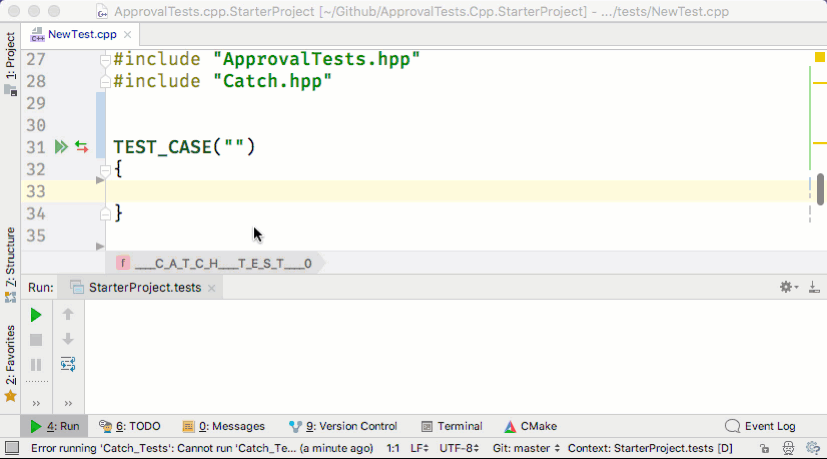 ApprovalTests.cpp.StarterProject [~/Github/ApprovalTests.Cpp.StarterProject] - .../tests/NewTest.cpp
NewTest.cpp
1: Project
27 #include "ApprovalTests.hpp"
28 #include "Catch.hpp"
29
30
31 TEST_CASE("")
32 {
33
34 }
35
f ____C_A_T_C_H____T_E_S_T____0
7: Structure
2: Favorites
Run: StarterProject.tests
4: Run 6: TODO 0: Messages 9: Version Control Terminal CMake Event Log
Error running 'Catch_Tests': Cannot run 'Catch_Te... (a minute ago) 1:1 LF UTF-8 Git: master Context: StarterProject.tests [D]